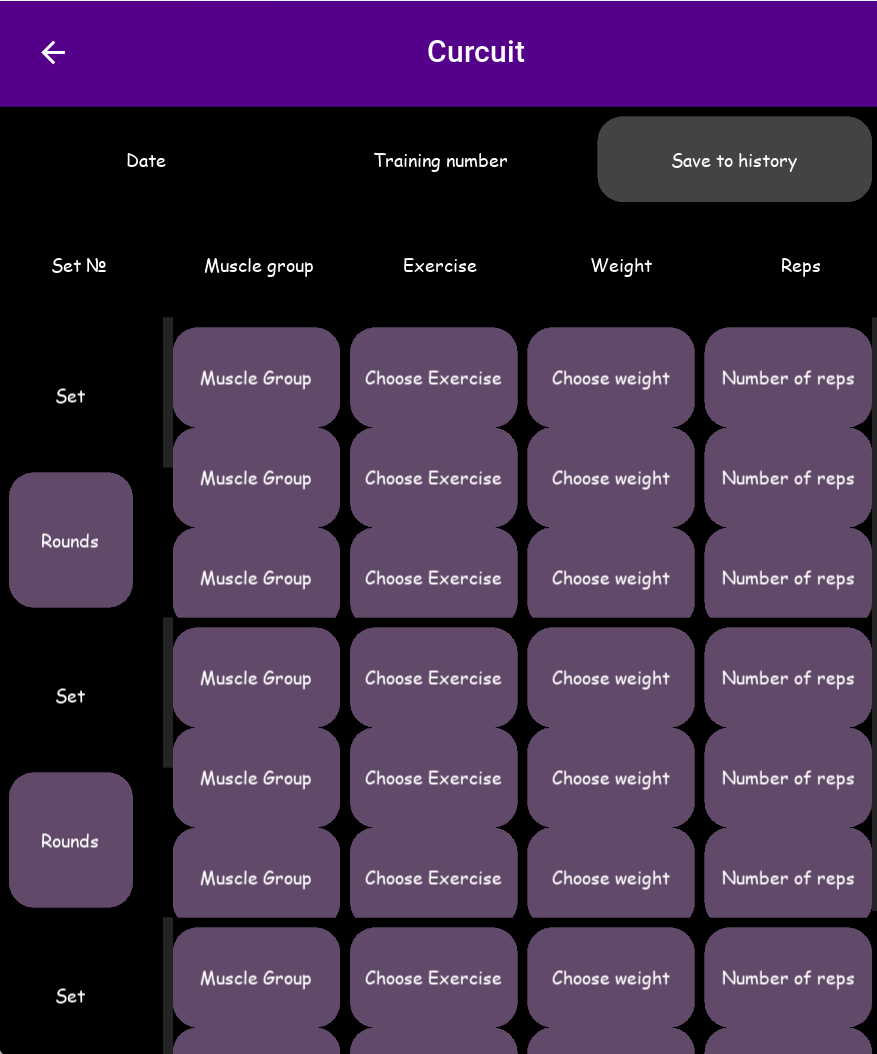 Curcuit
Date Training number Save to history
Set № Muscle group Exercise Weight Reps
Set
Muscle Group Choose Exercise Choose weight Number of reps
Muscle Group Choose Exercise Choose weight Number of reps
Rounds
Muscle Group Choose Exercise Choose weight Number of reps
Set
Muscle Group Choose Exercise Choose weight Number of reps
Muscle Group Choose Exercise Choose weight Number of reps
Rounds
Muscle Group Choose Exercise Choose weight Number of reps
Set
Muscle Group Choose Exercise Choose weight Number of reps